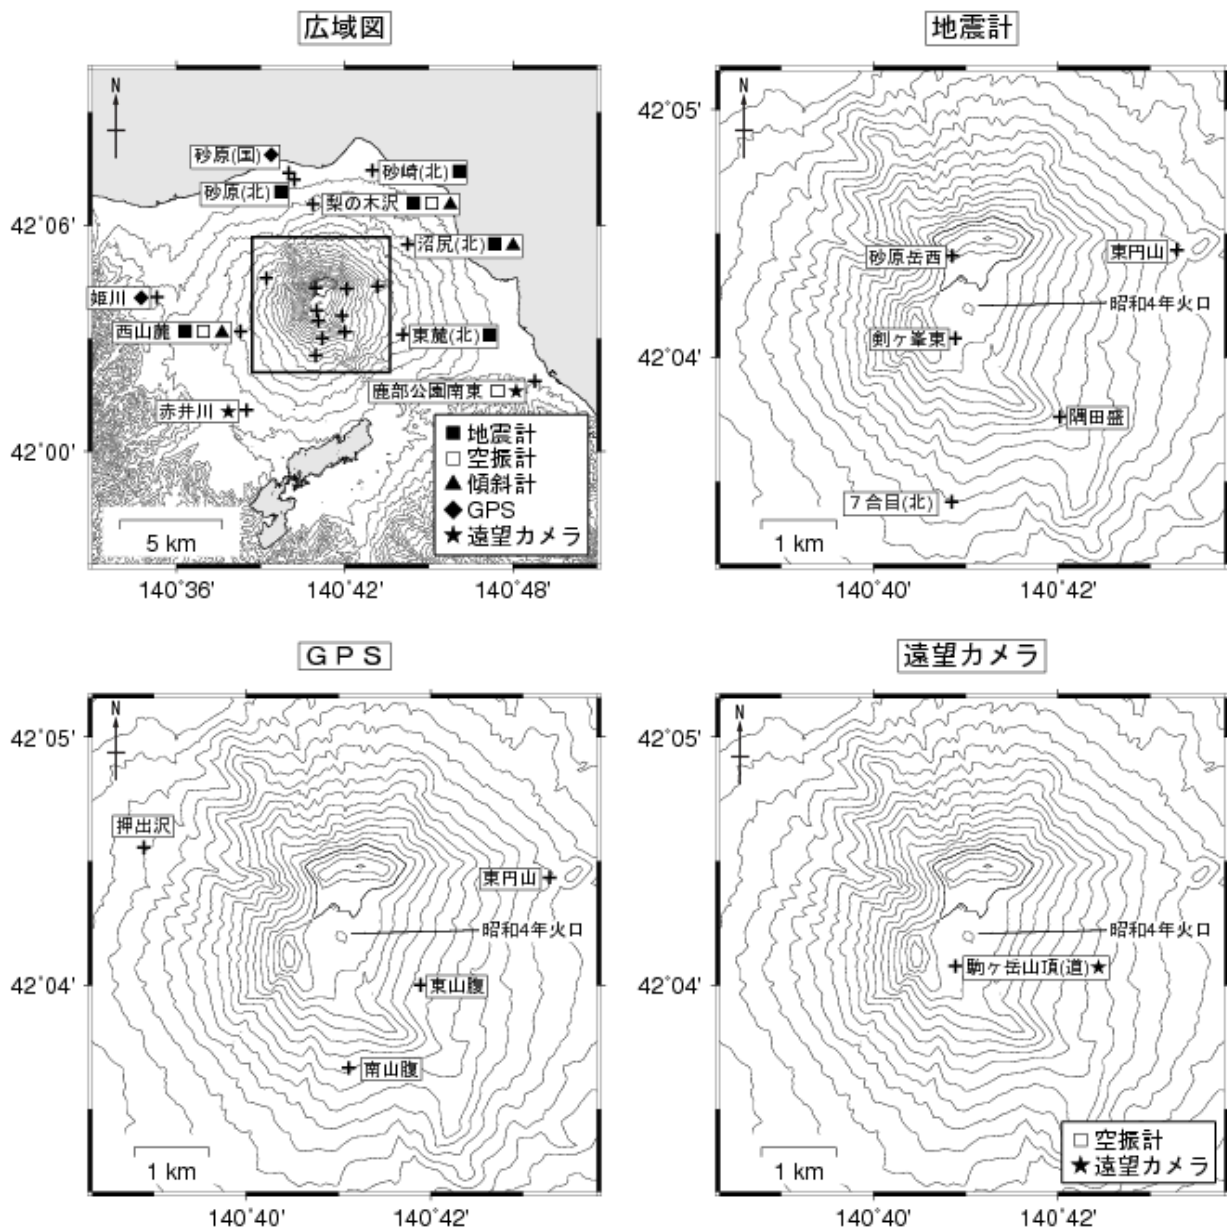 広域図
N
砂原(国)◆
砂原(北)■
砂崎(北)■
梨の木沢 ■□▲
42°06'
沼尻(北)■▲
姫川 ◆
西山麓 ■□▲
東麓(北)■
鹿部公園南東 □★
赤井川 ★
42°00'
■ 地震計
□ 空振計
▲ 傾斜計
◆ GPS
★ 遠望カメラ
5 km
140°36'
140°42'
140°48'
地震計
N
42°05'
砂原岳西
東円山
昭和4年火口
剣ヶ峯東
42°04'
隅田盛
7合目(北)
1 km
140°40'
140°42'
GPS
N
42°05'
押出沢
東円山
昭和4年火口
42°04'
東山腹
南山腹
1 km
140°40'
140°42'
遠望カメラ
N
42°05'
昭和4年火口
駒ヶ岳山頂(道)★
42°04'
□ 空振計
★ 遠望カメラ
1 km
140°40'
140°42'